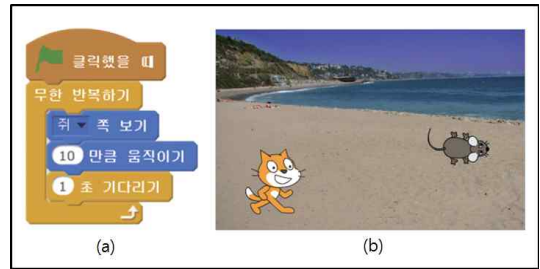 클릭했을
무한 반복하기
쥐 쪽 보기
10 만큼 움직이기
1 초 기다리기
(a)
(b)